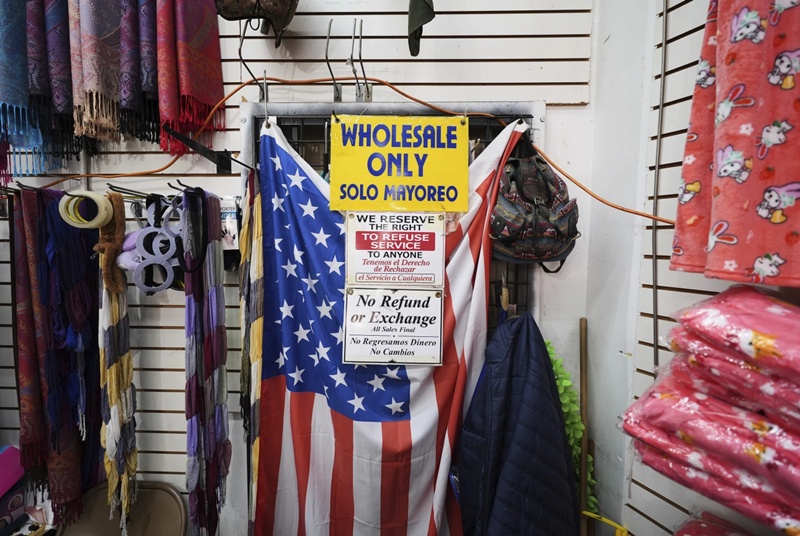 WHOLESALE
ONLY
SOLO MAYOREO
WE RESERVE
THE RIGHT
TO REFUSE
SERVICE
TO ANYONE
Tenemos el Derecho
de Rechazar
el Servicio a Cualquiera
No Refund
or Exchange
All Sales Final
No Regresamos Dinero
No Cambios